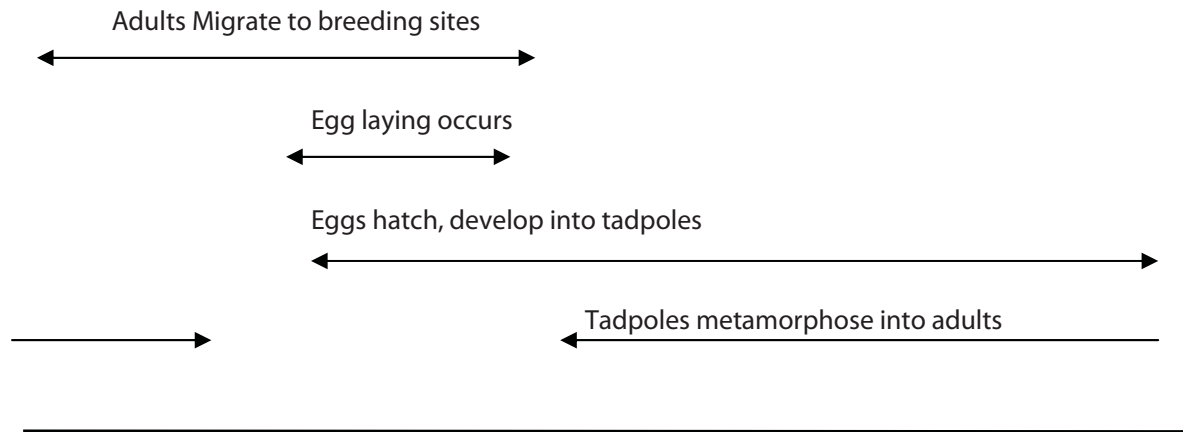 Adults Migrate to breeding sites
Egg laying occurs
Eggs hatch, develop into tadpoles
Tadpoles metamorphose into adults